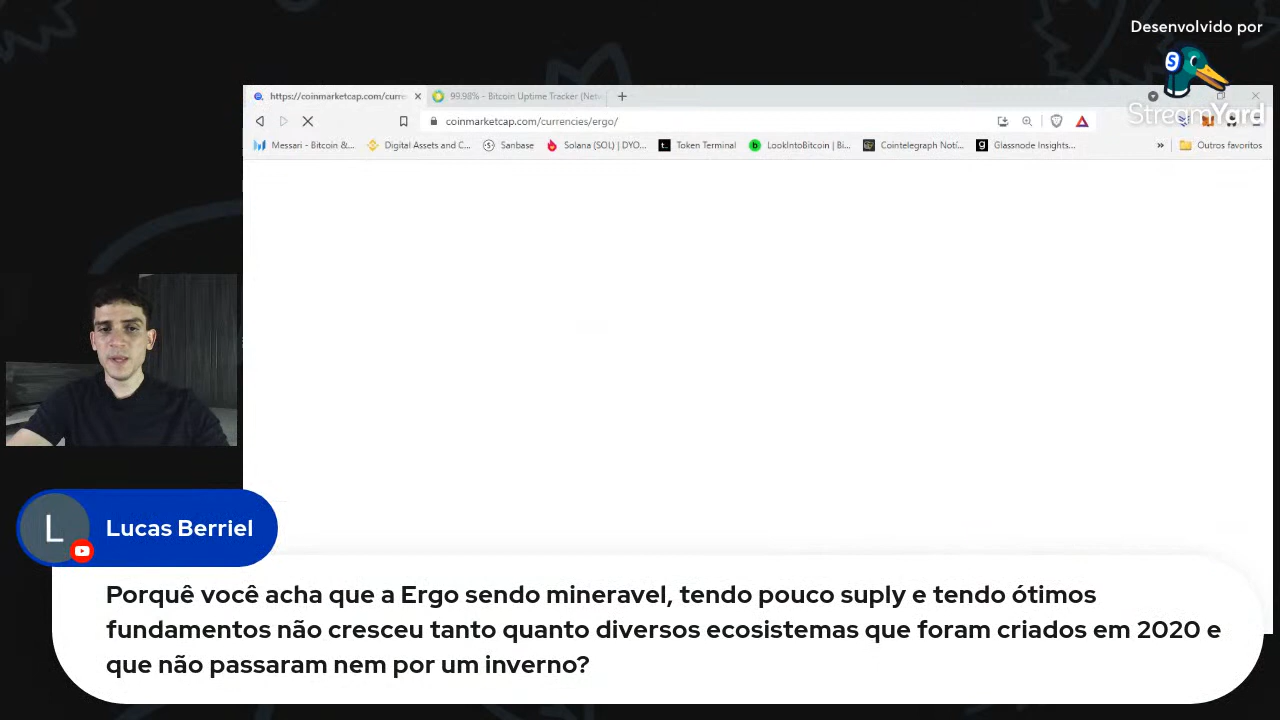 Desenvolvido por
StreamYard
https://coinmarketcap.com/curre
99.98% - Bitcoin Uptime Tracker (Net
coinmarketcap.com/currencies/ergo/
Messari - Bitcoin &... Digital Assets and C... Sanbase Solana (SOL) | DYO... Token Terminal LookIntoBitcoin | Bi... Cointelegraph Notí... Glassnode Insights... » Outros favoritos
L Lucas Berriel
Porquê você acha que a Ergo sendo mineravel, tendo pouco suply e tendo ótimos
fundamentos não cresceu tanto quanto diversos ecosistemas que foram criados em 2020 e
que não passaram nem por um inverno?